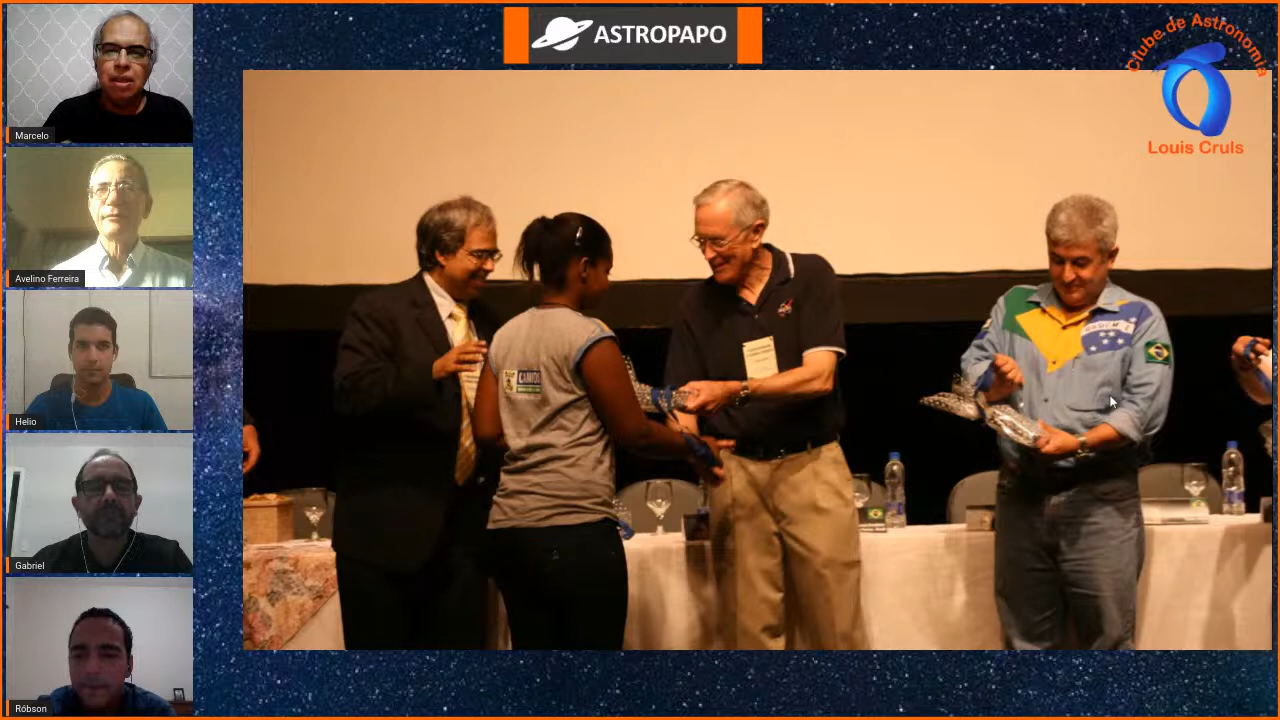 ASTROPAPO
Clube de Astronomia
Louis Cruls
Marcelo
Avelino Ferreira
Helio
Gabriel
Róbson